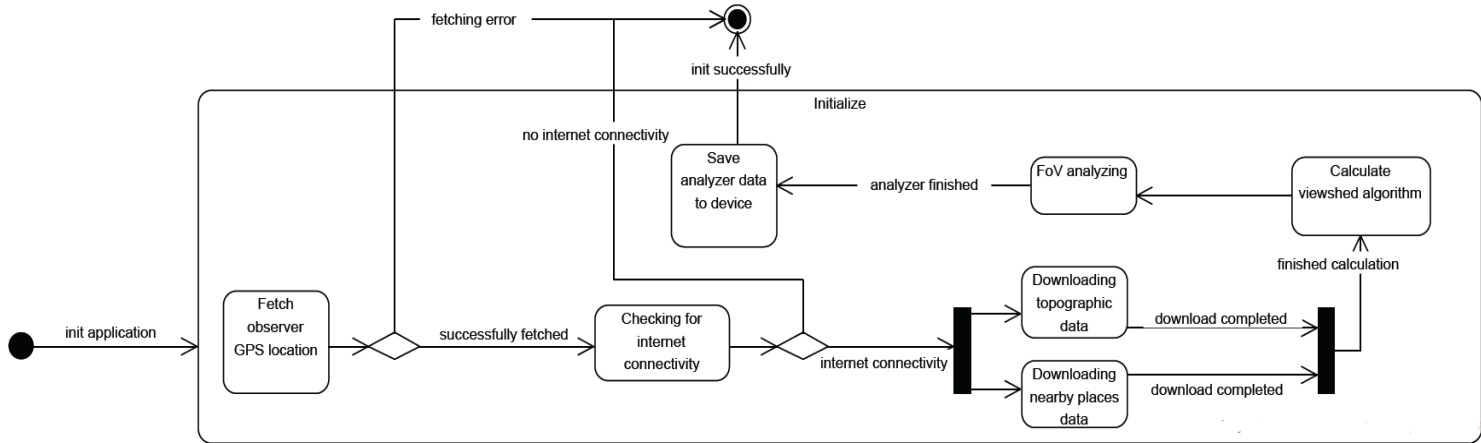 fetching error
init successfully
Initialize
no internet connectivity
Save
analyzer data
to device
analyzer finished
FoV analyzing
Calculate
viewshed algorithm
finished calculation
init application
Fetch
observer
GPS location
successfully fetched
Checking for
internet
connectivity
internet connectivity
Downloading
topographic
data
download completed
Downloading
nearby places
data
download completed